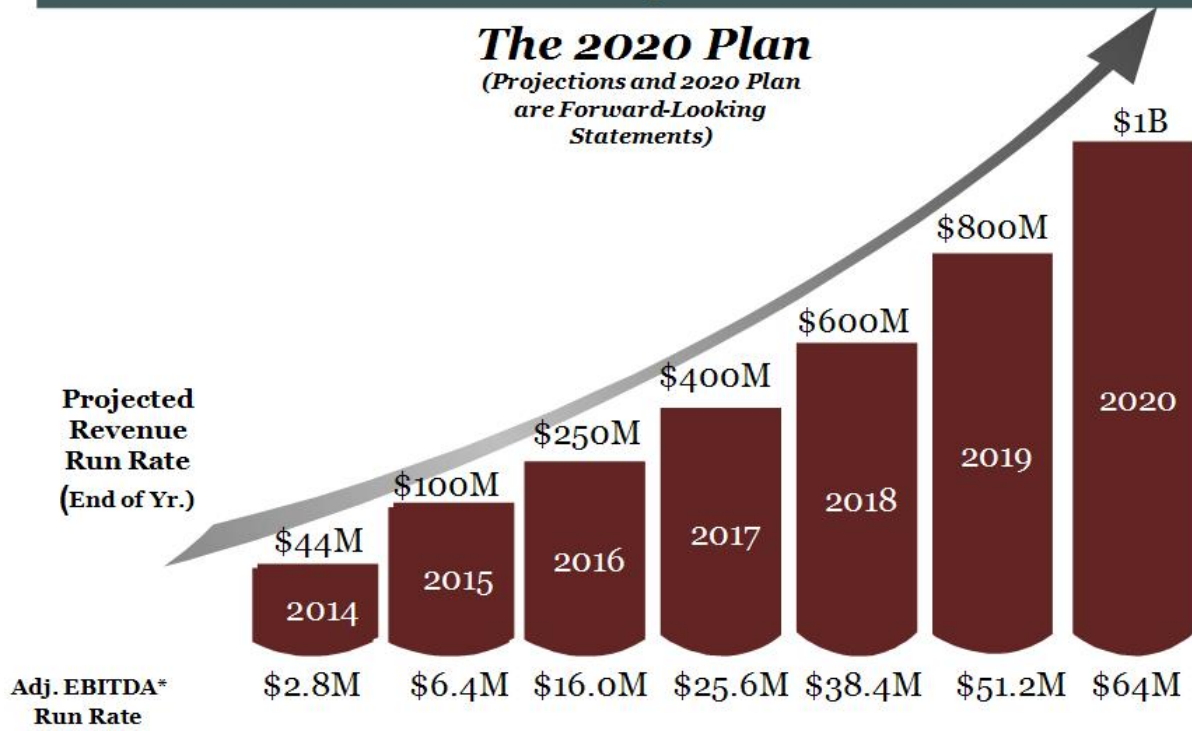 The 2020 Plan
(Projections and 2020 Plan
are Forward-Looking
Statements)
$1B
$800M
$600M
$400M
$250M
$100M
$44M
Projected
Revenue
Run Rate
(End of Yr.)
2014
2015
2016
2017
2018
2019
2020
Adj. EBITDA*
Run Rate
$2.8M
$6.4M
$16.0M
$25.6M
$38.4M
$51.2M
$64M